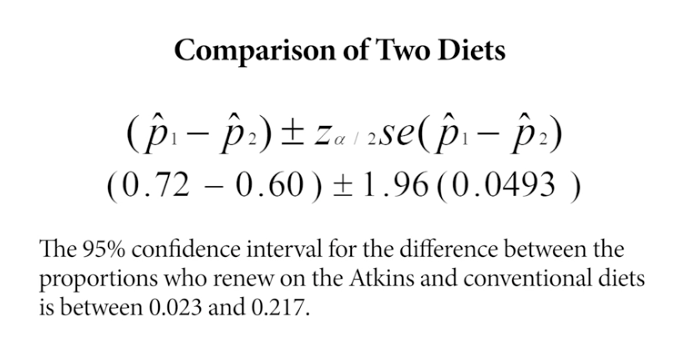 Comparison of Two Diets
(p̂₁ − p̂₂) ± z_{α/2}se(p̂₁ − p̂₂)
(0.72 − 0.60) ± 1.96(0.0493 )
The 95% confidence interval for the difference between the
proportions who renew on the Atkins and conventional diets
is between 0.023 and 0.217.